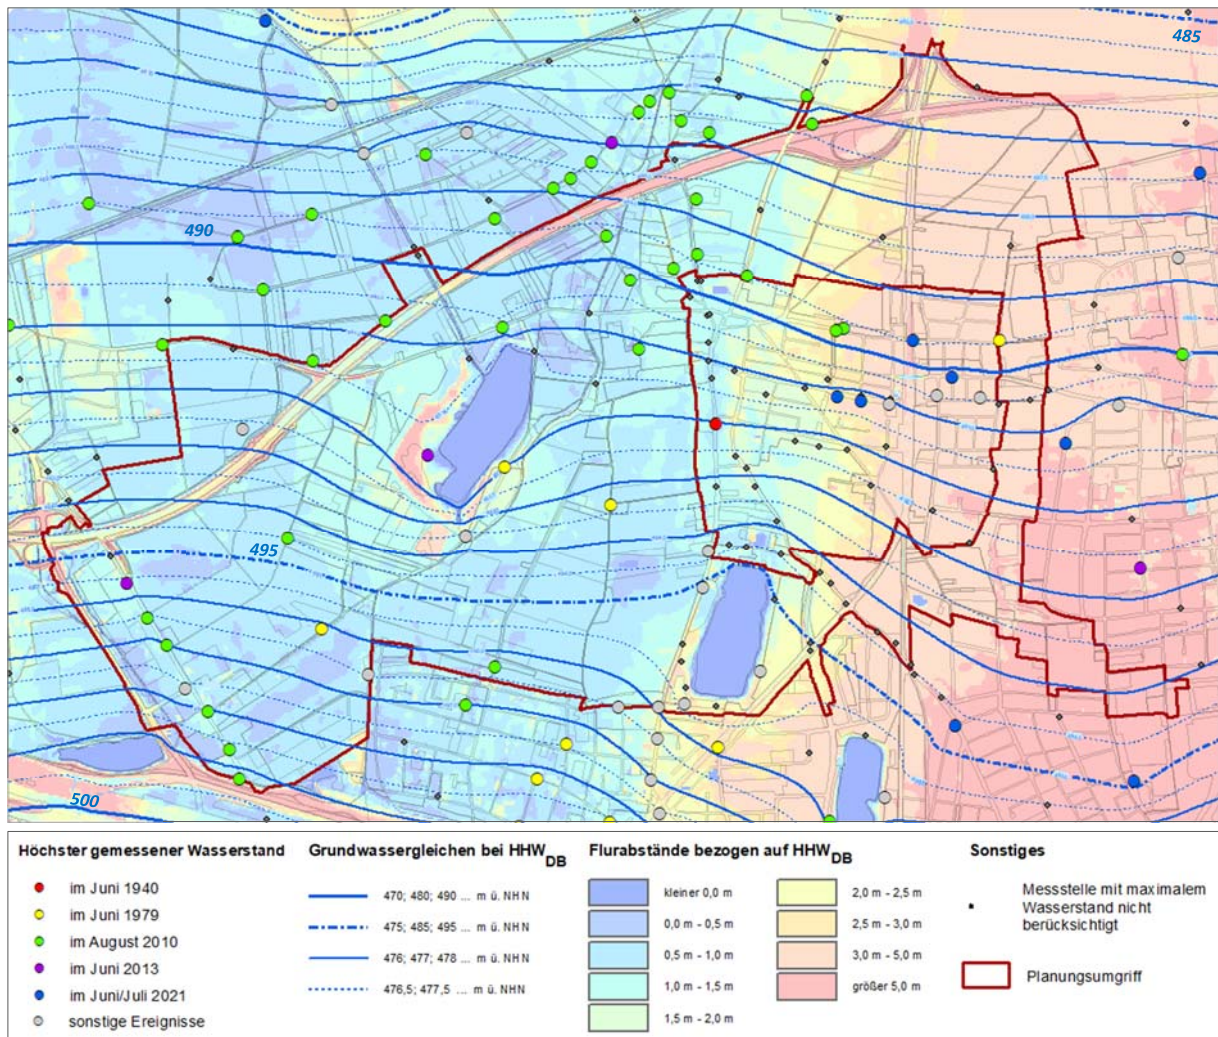 485
490
495
500
Höchster gemessener Wasserstand
im Juni 1940
im Juni 1979
im August 2010
im Juni 2013
im Juni/Juli 2021
sonstige Ereignisse
Grundwassergleichen bei HHW DB
470; 480; 490 ... m ü. NHN
475; 485; 495 ... m ü. NHN
476; 477; 478 ... m ü. NHN
476,5; 477,5 ... m ü. NHN
Flurabstände bezogen auf HHW DB
kleiner 0,0 m
0,0 m - 0,5 m
0,5 m - 1,0 m
1,0 m - 1,5 m
1,5 m - 2,0 m
2,0 m - 2,5 m
2,5 m - 3,0 m
3,0 m - 5,0 m
größer 5,0 m
Sonstiges
Messstelle mit maximalem
Wasserstand nicht
berücksichtigt
Planungsumgriff